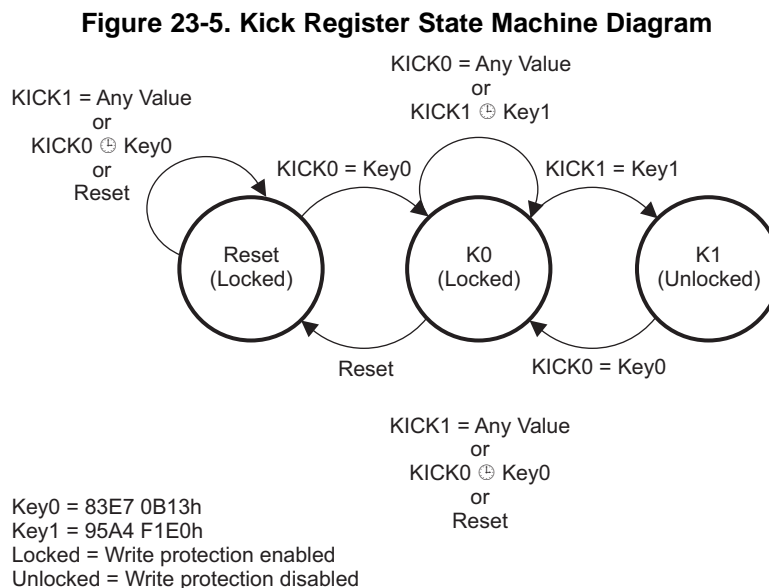 Figure 23-5. Kick Register State Machine Diagram
KICK0 = Any Value
or
KICK1 🕒 Key1
KICK1 = Any Value
or
KICK0 🕒 Key0
or
Reset
KICK0 = Key0
KICK1 = Key1
Reset
(Locked)
K0
(Locked)
K1
(Unlocked)
Reset
KICK0 = Key0
KICK1 = Any Value
or
KICK0 🕒 Key0
or
Reset
Key0 = 83E7 0B13h
Key1 = 95A4 F1E0h
Locked = Write protection enabled
Unlocked = Write protection disabled